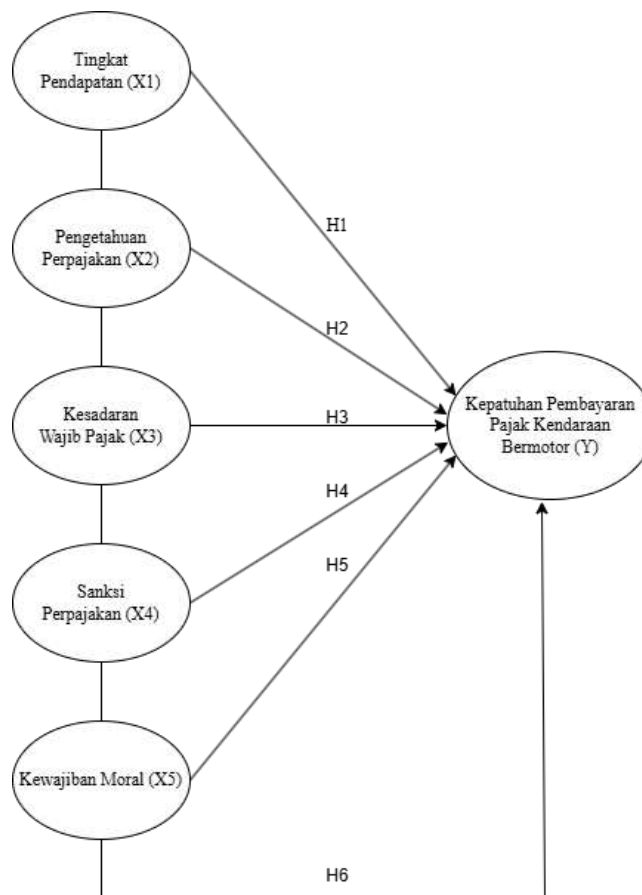 Tingkat
Pendapatan (X1)
H1
Pengetahuan
Perpajakan (X2)
H2
Kesadaran
Wajib Pajak (X3)
H3
Kepatuhan Pembayaran
Pajak Kendaraan
Bermotor (Y)
H4
Sanksi
Perpajakan (X4)
H5
Kewajiban Moral (X5)
H6